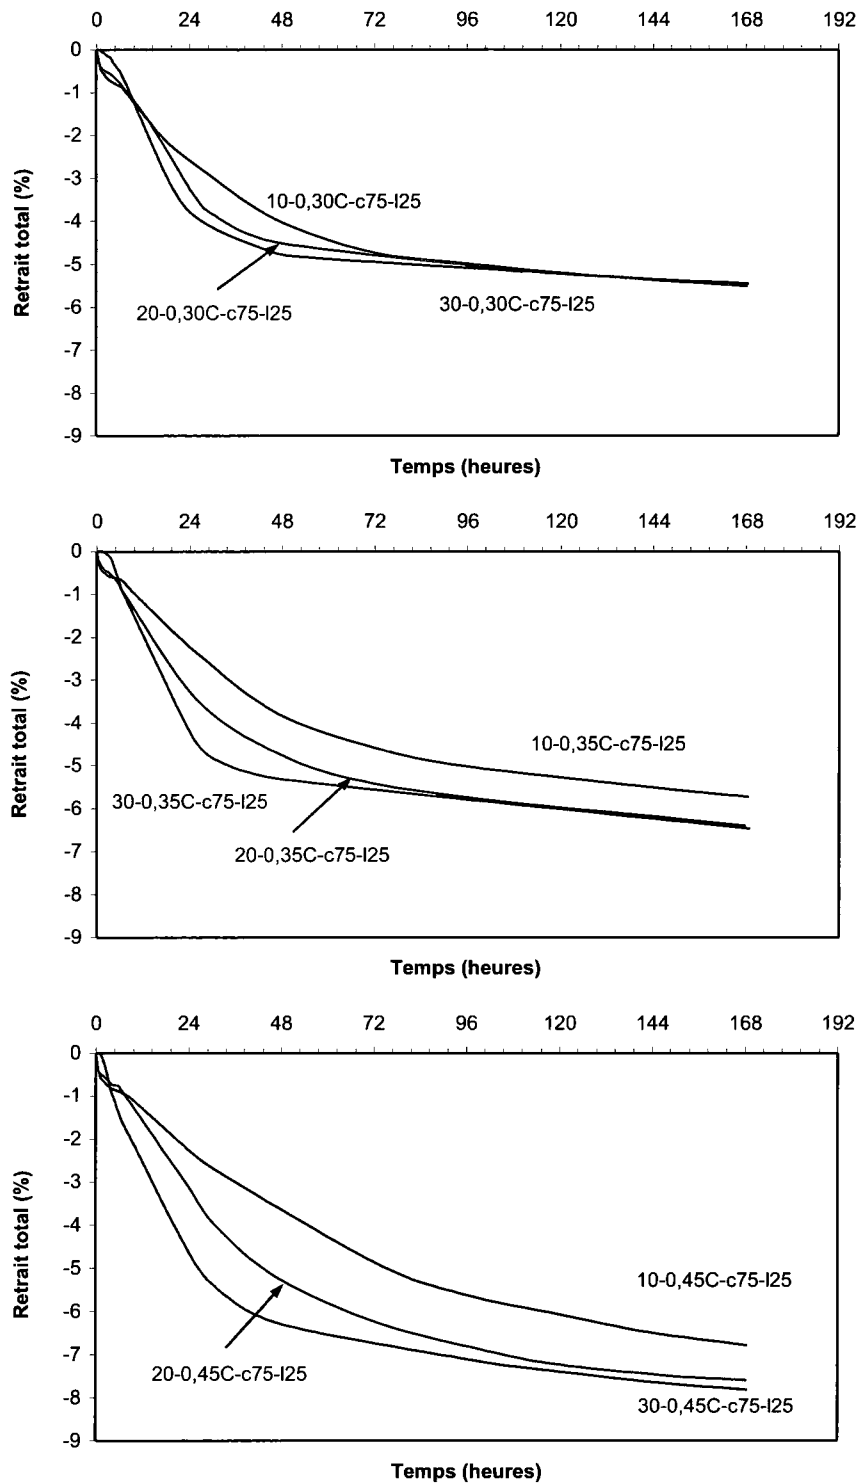 0 24 48 72 96 120 144 168 192
0
-1
-2
-3
-4
-5
-6
-7
-8
-9
Retrait total (%)
10-0,30C-c75-I25
20-0,30C-c75-I25
30-0,30C-c75-I25
Temps (heures)
0 24 48 72 96 120 144 168 192
0
-1
-2
-3
-4
-5
-6
-7
-8
-9
Retrait total (%)
10-0,35C-c75-I25
30-0,35C-c75-I25
20-0,35C-c75-I25
Temps (heures)
0 24 48 72 96 120 144 168 192
0
-1
-2
-3
-4
-5
-6
-7
-8
-9
Retrait total (%)
10-0,45C-c75-I25
20-0,45C-c75-I25
30-0,45C-c75-I25
Temps (heures)